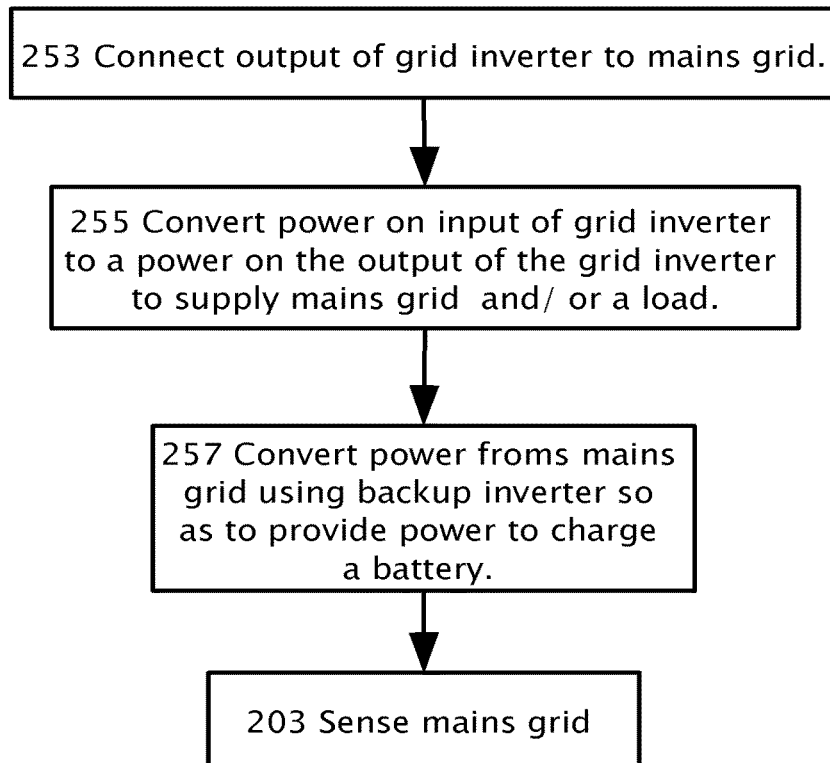 253 Connect output of grid inverter to mains grid.
255 Convert power on input of grid inverter
to a power on the output of the grid inverter
to supply mains grid and/ or a load.
257 Convert power froms mains
grid using backup inverter so
as to provide power to charge
a battery.
203 Sense mains grid